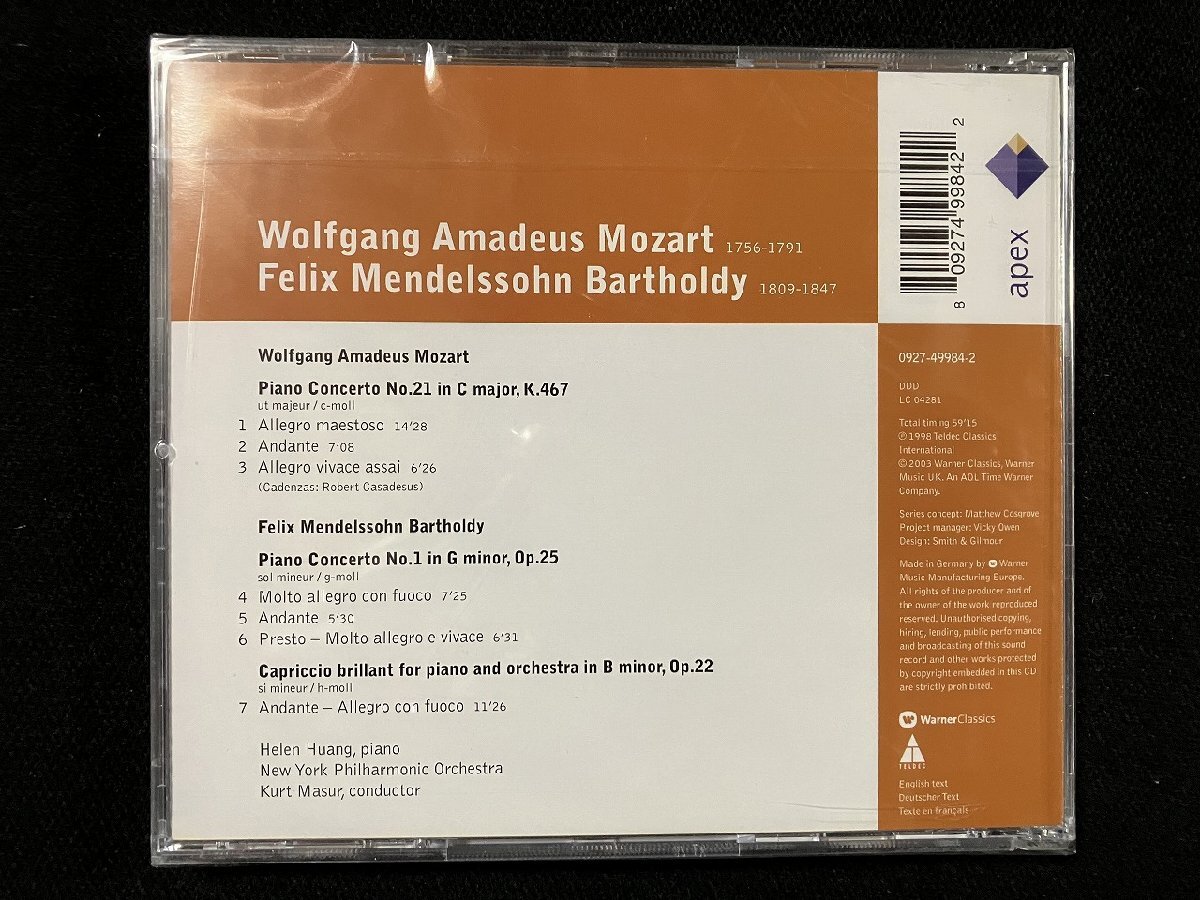 Wolfgang Amadeus Mozart 1756-1791
Felix Mendelssohn Bartholdy 1809-1847
Wolfgang Amadeus Mozart
Piano Concerto No.21 in C major, K.467
ut majeur / c-moll
1 Allegro maestoso 14'28
2 Andante 7'08
3 Allegro vivace assai 6'26
(Cadenzas: Robert Casadesus)
Felix Mendelssohn Bartholdy
Piano Concerto No.1 in G minor, Op.25
sol mineur / g-moll
4 Molto allegro con fuoco 7'25
5 Andante 5'30
6 Presto – Molto allegro e vivace 6'31
Capriccio brillant for piano and orchestra in B minor, Op.22
si mineur / h-moll
7 Andante – Allegro con fuoco 11'26
Helen Huang, piano
New York Philharmonic Orchestra
Kurt Masur, conductor
8 09274 99842 2
apex
0927-49984-2
DDD
LC 04281
Total timing 59'15
℗1998 Teldec Classics
International
©2003 Warner Classics, Warner
Music UK. An AOL Time Warner
Company.
Series concept: Matthew Cosgrove
Project manager: Vicky Owen
Design: Smith & Gilmour
Made in Germany by Warner
Music Manufacturing Europe.
All rights of the producer and of
the owner of the work reproduced
reserved. Unauthorised copying,
hiring, lending, public performance
and broadcasting of this sound
record and other works protected
by copyright embedded in this CD
are strictly prohibited.
WarnerClassics
TELDEC
English text
Deutscher Text
Texte en français